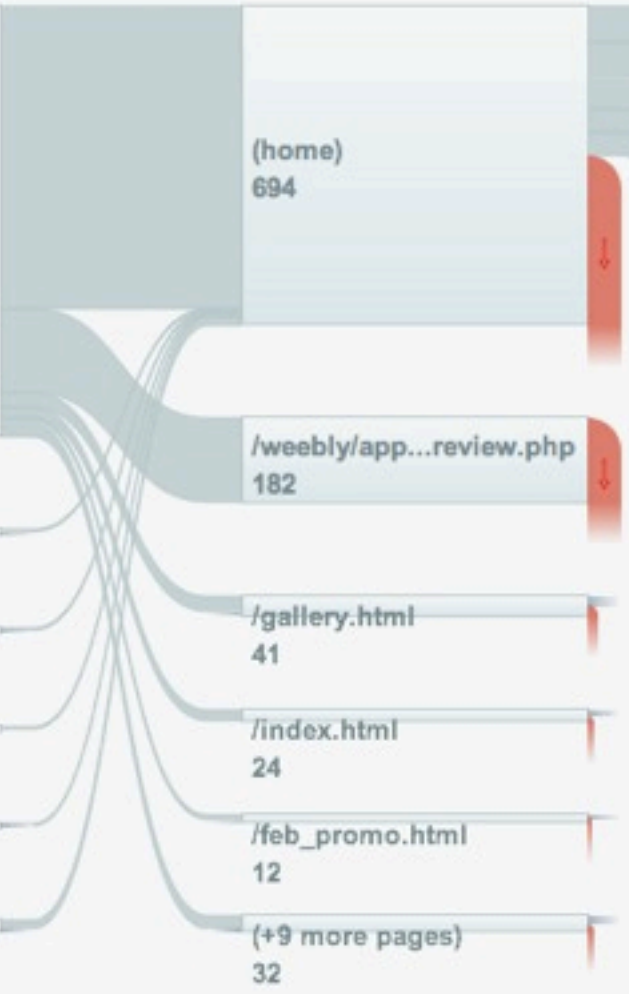 (home)
694
/weebly/app...review.php
182
/gallery.html
41
/index.html
24
/feb_promo.html
12
(+9 more pages)
32